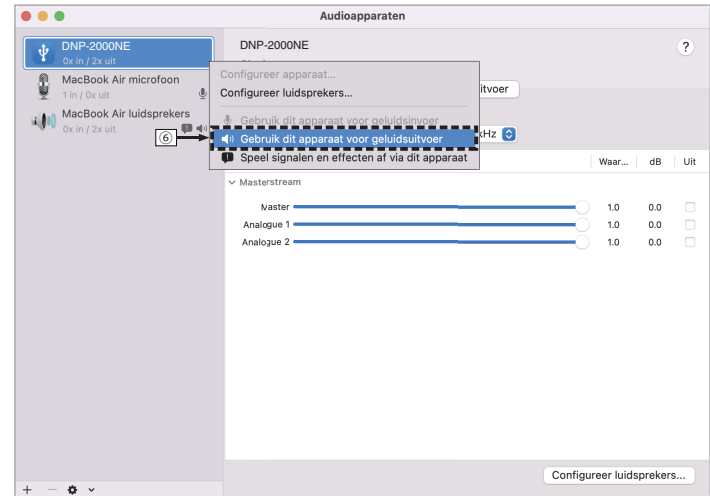 Audioapparaten
DNP-2000NE
0x in / 2x uit
MacBook Air microfoon
1 in / 0x uit
MacBook Air luidsprekers
0x in / 2x uit
⑥
DNP-2000NE
?
Configureer apparaat...
Configureer luidsprekers...
Gebruik dit apparaat voor geluidsinvoer
Gebruik dit apparaat voor geluidsuitvoer
Speel signalen en effecten af via dit apparaat
itvoer
kHz
Waar... dB Uit
Masterstream
Master 1.0 0.0
Analogue 1 1.0 0.0
Analogue 2 1.0 0.0
Configureer luidsprekers...